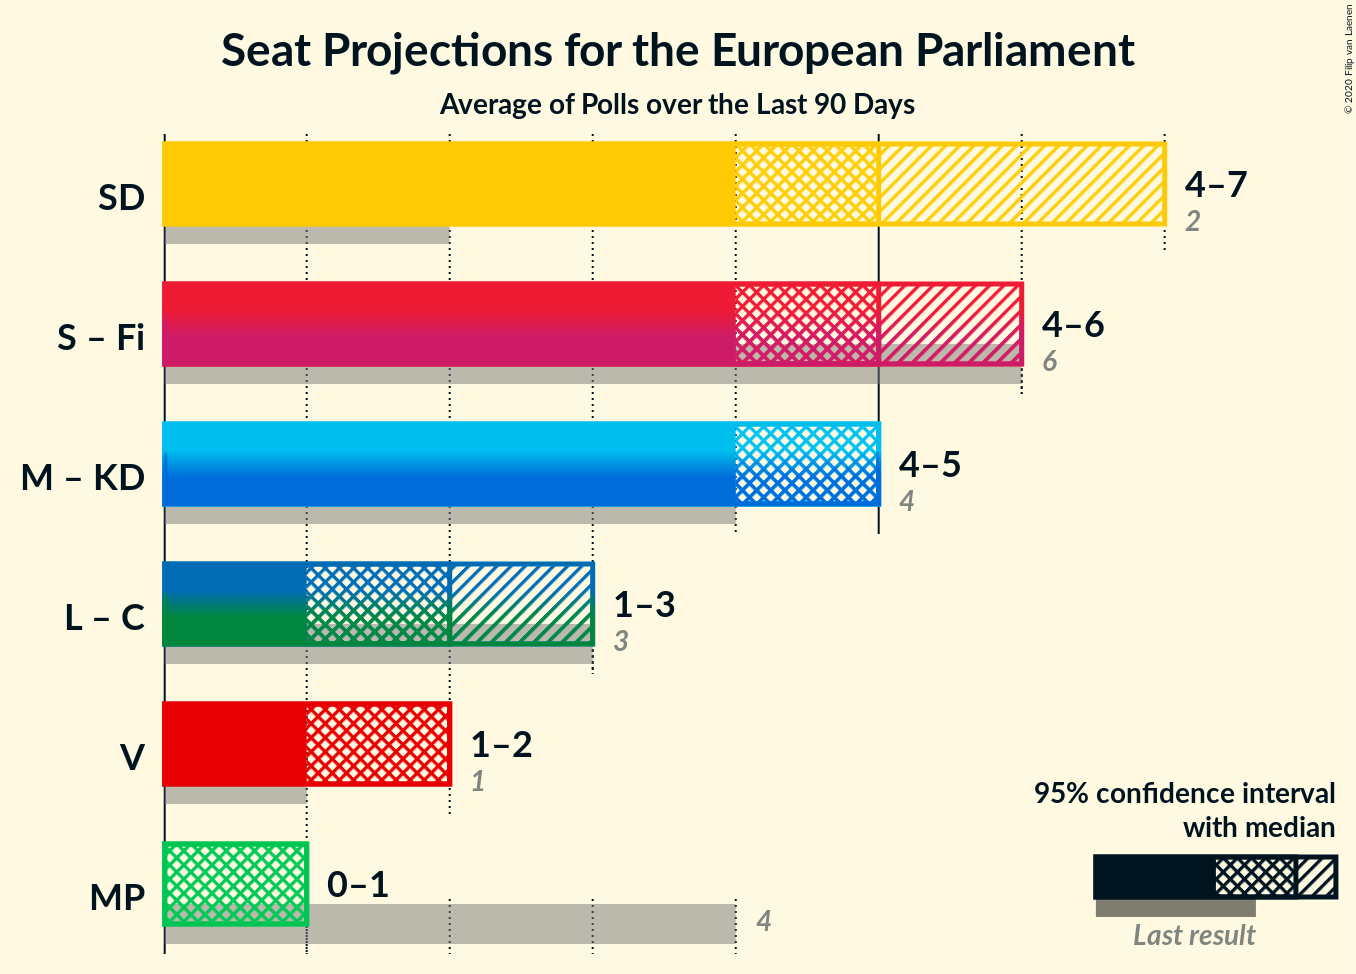 Seat Projections for the European Parliament
Average of Polls over the Last 90 Days
© 2020 Filip van Laenen
SD
4–7
2
S – Fi
4–6
6
M – KD
4–5
4
L – C
1–3
3
V
1–2
1
MP
0–1
4
95% confidence interval
with median
Last result